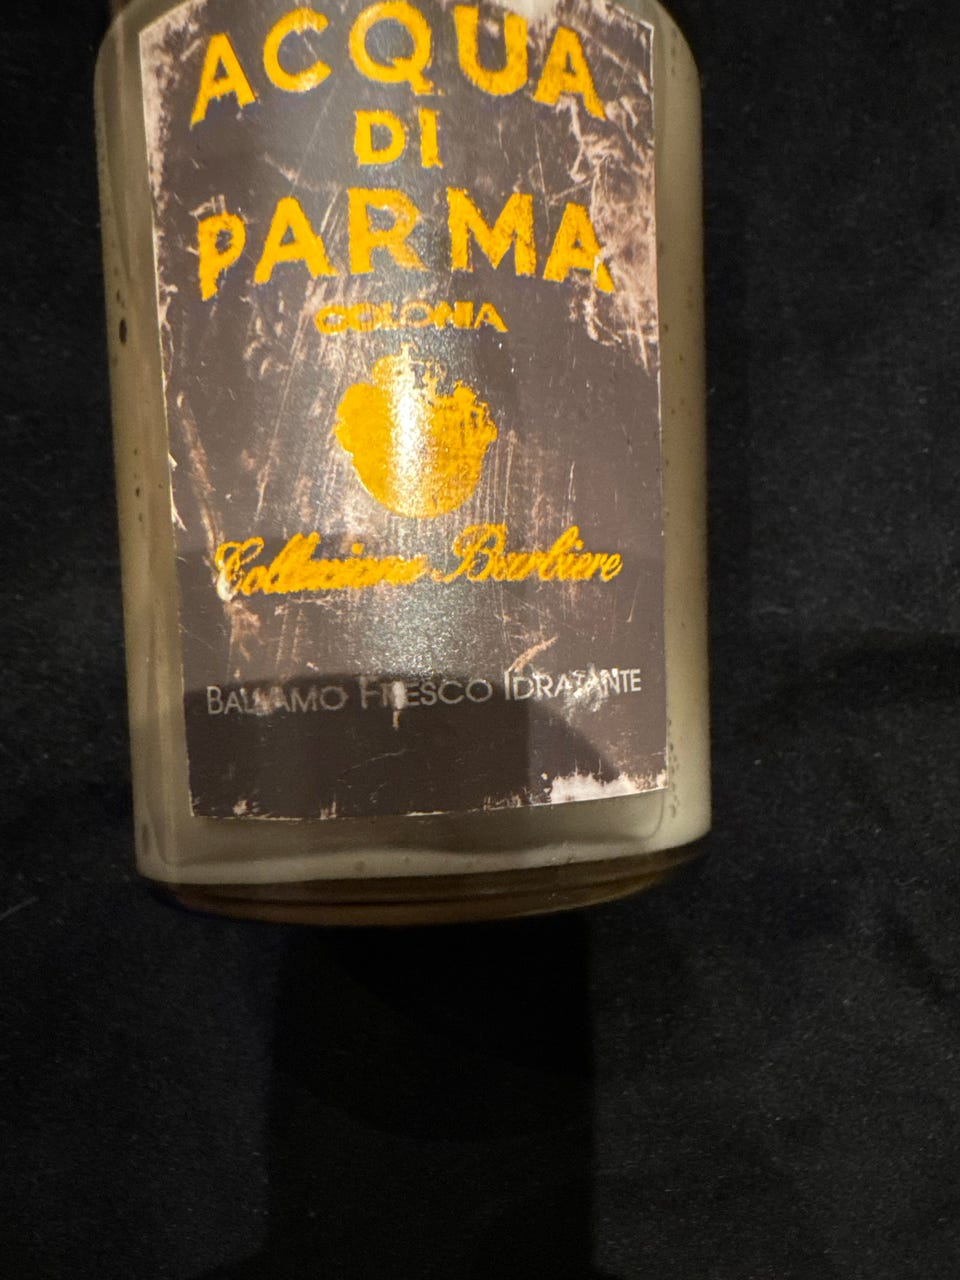 ACQUA
DI
PARMA
COLONIA
Collezione Barbiere
BALSAMO FRESCO IDRATANTE